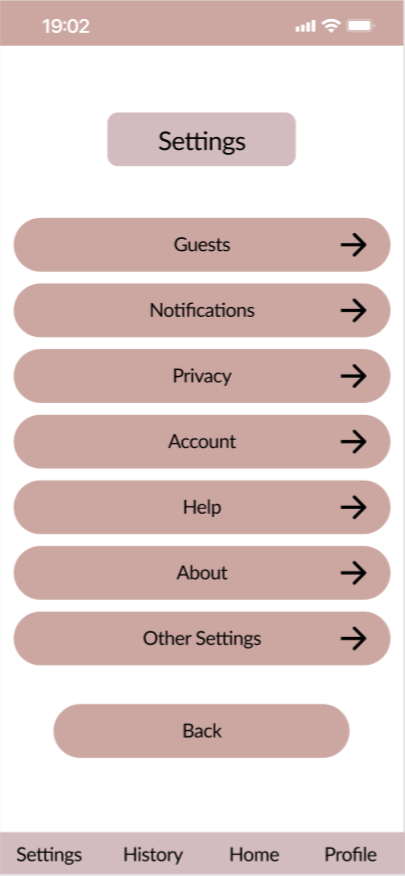 19:02
Settings
Guests
Notifications
Privacy
Account
Help
About
Other Settings
Back
Settings History Home Profile